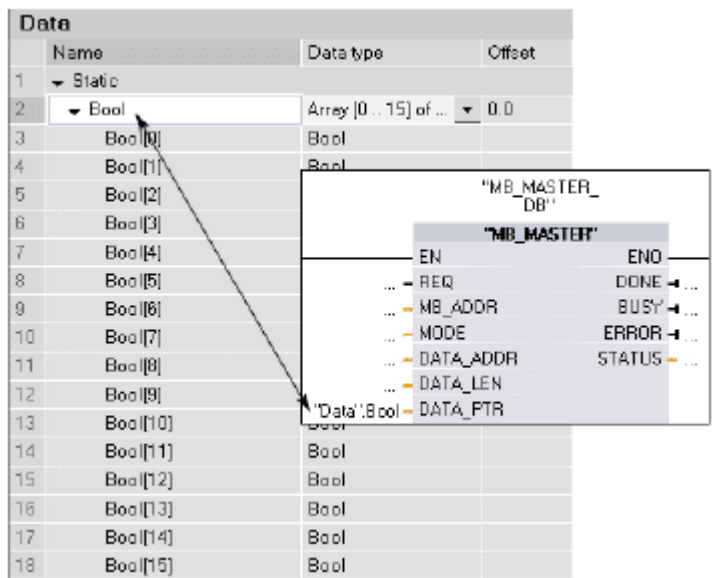 Data
Name Data type Offset
1 Static
2 Bool Array [0 .. 15] of ... 0.0
3 Bool[0] Bool
4 Bool[1] Bool
5 Bool[2]
6 Bool[3]
7 Bool[4]
8 Bool[5]
9 Bool[6]
10 Bool[7]
11 Bool[8]
12 Bool[9]
13 Bool[10] Bool
14 Bool[11] Bool
15 Bool[12] Bool
16 Bool[13] Bool
17 Bool[14] Bool
18 Bool[15] Bool
"MB_MASTER_
DB"
"MB_MASTER"
EN ENO
... REQ DONE ...
... MB_ADDR BUSY ...
... MODE ERROR ...
... DATA_ADDR STATUS ...
... DATA_LEN
"Data".Bool DATA_PTR